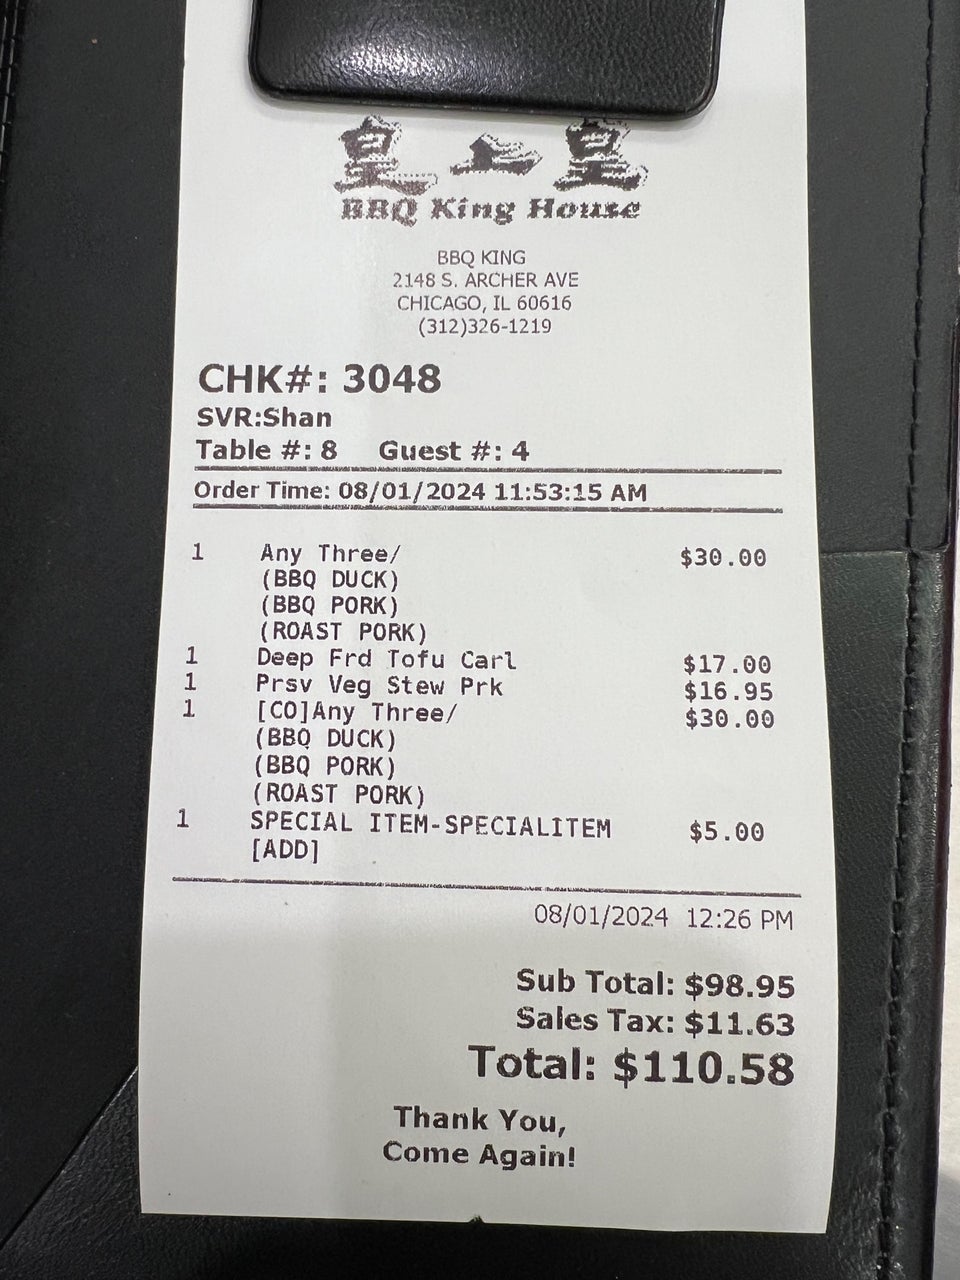 皇上皇
BBQ King House
BBQ KING
2148 S. ARCHER AVE
CHICAGO, IL 60616
(312)326-1219
CHK#: 3048
SVR:Shan
Table #: 8 Guest #: 4
Order Time: 08/01/2024 11:53:15 AM
1 Any Three/ $30.00
(BBQ DUCK)
(BBQ PORK)
(ROAST PORK)
1 Deep Frd Tofu Carl $17.00
1 Prsv Veg Stew Prk $16.95
1 [CO]Any Three/ $30.00
(BBQ DUCK)
(BBQ PORK)
(ROAST PORK)
1 SPECIAL ITEM-SPECIALITEM $5.00
[ADD]
08/01/2024 12:26 PM
Sub Total: $98.95
Sales Tax: $11.63
Total: $110.58
Thank You,
Come Again!